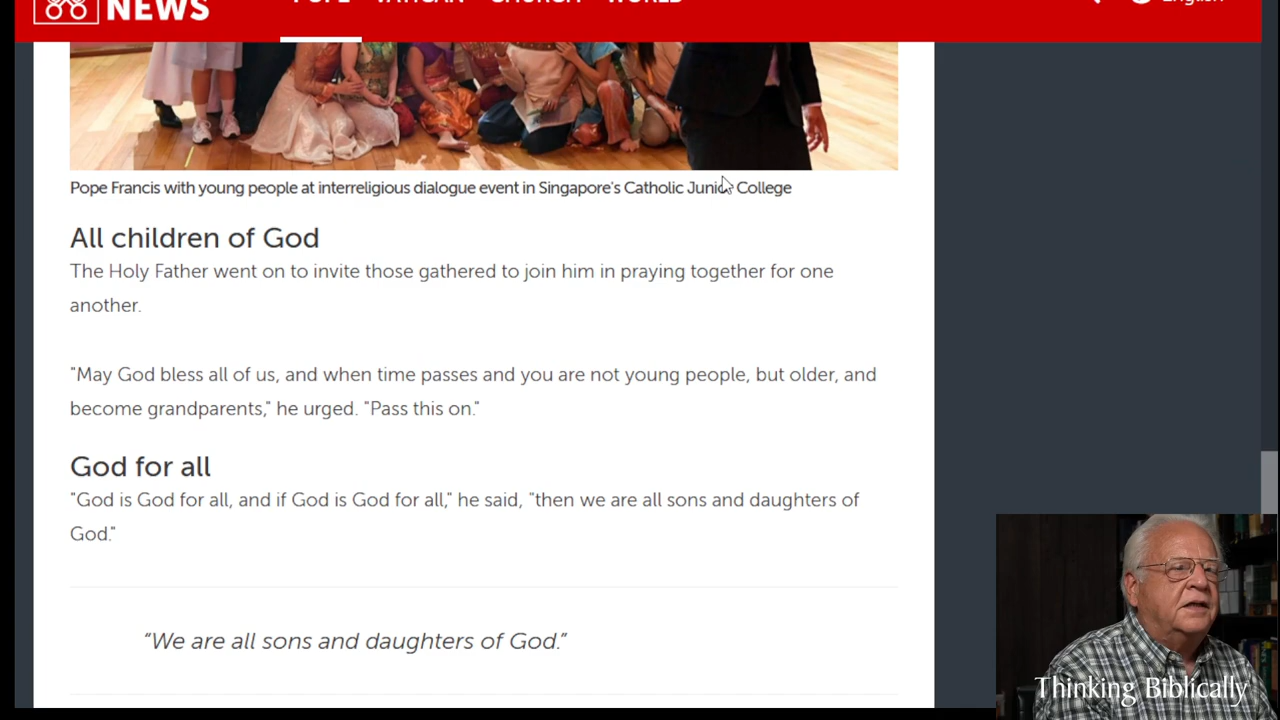 NEWS
POPE VATICAN CHURCH WORLD
English
Pope Francis with young people at interreligious dialogue event in Singapore's Catholic Junior College
All children of God
The Holy Father went on to invite those gathered to join him in praying together for one
another.
"May God bless all of us, and when time passes and you are not young people, but older, and
become grandparents," he urged. "Pass this on."
God for all
"God is God for all, and if God is God for all," he said, "then we are all sons and daughters of
God."
“We are all sons and daughters of God.”
Thinking Biblically